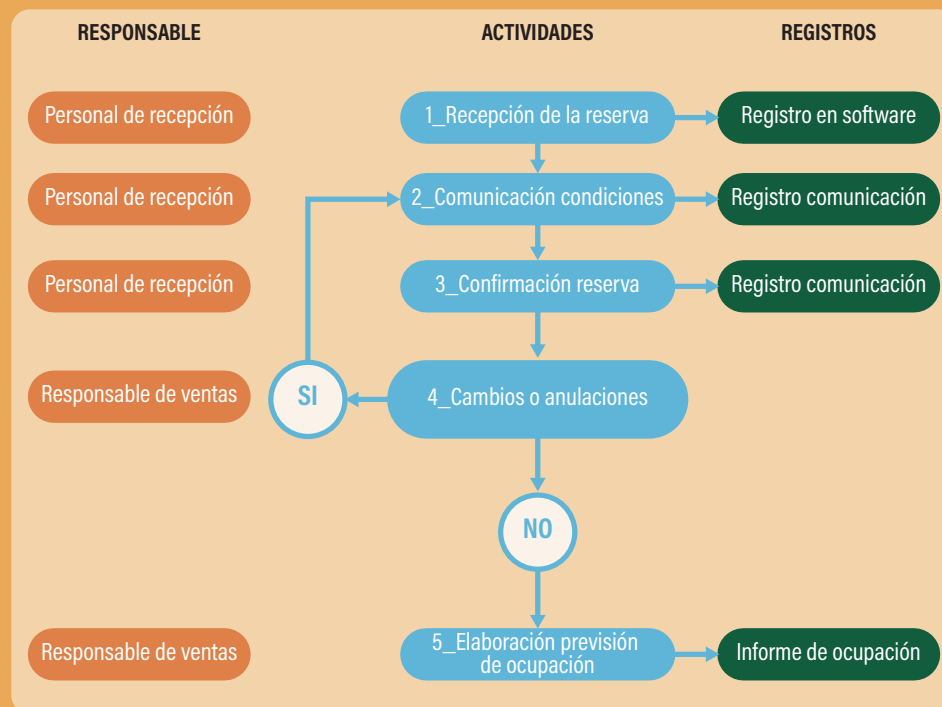 RESPONSABLE
ACTIVIDADES
REGISTROS
Personal de recepción
1_Recepción de la reserva
Registro en software
Personal de recepción
2_Comunicación condiciones
Registro comunicación
Personal de recepción
3_Confirmación reserva
Registro comunicación
Responsable de ventas
SI
4_Cambios o anulaciones
NO
Responsable de ventas
5_Elaboración previsión
de ocupación
Informe de ocupación